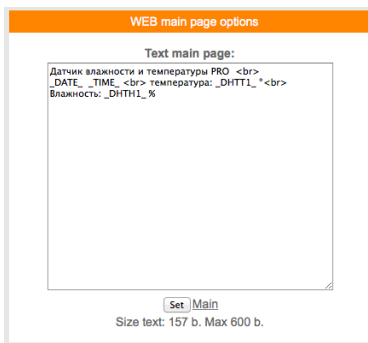 WEB main page options
Text main page:
Датчик влажности и температуры PRO <br>
_DATE_ _TIME_ <br> температура: _DHTT1_ °<br>
Влажность: _DHTH1_ %
Set Main
Size text: 157 b. Max 600 b.